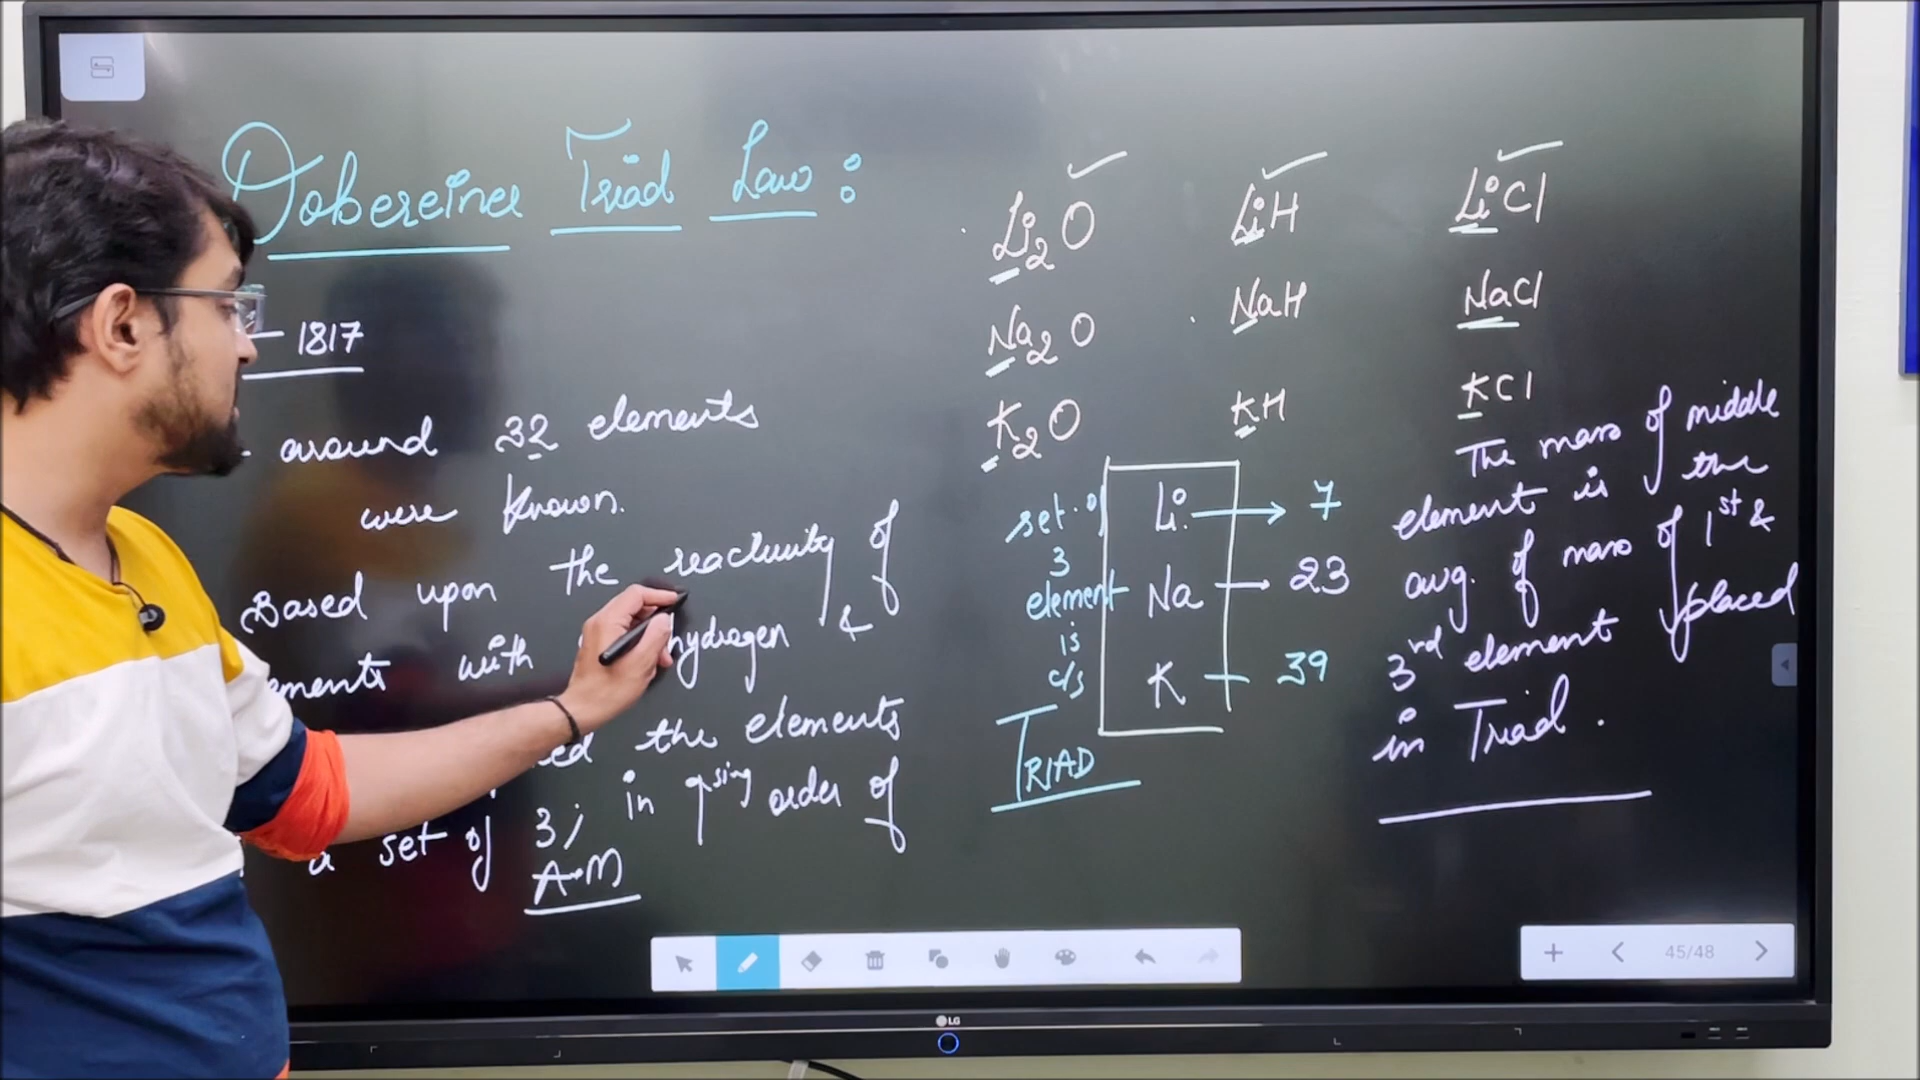 Dobereiner Triad Law :
- 1817
- around 32 elements
were known.
Based upon the reactivity of
ements with hydrogen &
ed the elements
a set of 3; in ↑sing order of
A.M
Li2O LiH LiCl
Na2O NaH NaCl
K2O KH KCl
set of
3
element
is
c/s
TRIAD
Li → 7
Na → 23
K - 39
The mass of middle
element is the
avg. of mass of 1st &
3rd element placed
in Triad.
45/48
LG